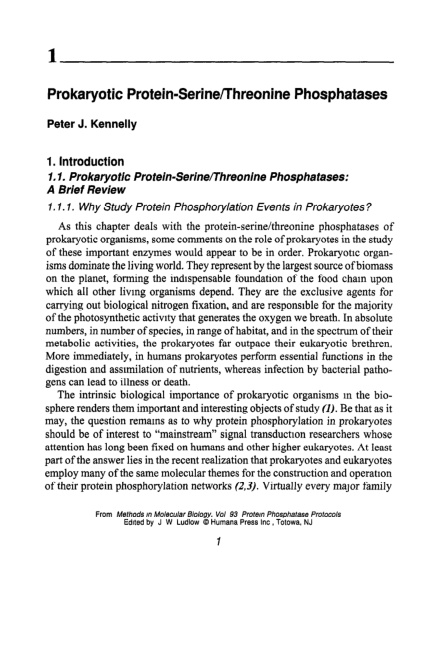 1
Prokaryotic Protein-Serine/Threonine Phosphatases
Peter J. Kennelly
1. Introduction
1.1. Prokaryotic Protein-Serine/Threonine Phosphatases:
A Brief Review
1.1.1. Why Study Protein Phosphorylation Events in Prokaryotes?
As this chapter deals with the protein-serine/threonine phosphatases of
prokaryotic organisms, some comments on the role of prokaryotes in the study
of these important enzymes would appear to be in order. Prokaryotic organ-
isms dominate the living world. They represent by the largest source of biomass
on the planet, forming the indispensable foundation of the food chain upon
which all other living organisms depend. They are the exclusive agents for
carrying out biological nitrogen fixation, and are responsible for the majority
of the photosynthetic activity that generates the oxygen we breath. In absolute
numbers, in number of species, in range of habitat, and in the spectrum of their
metabolic activities, the prokaryotes far outpace their eukaryotic brethren.
More immediately, in humans prokaryotes perform essential functions in the
digestion and assimilation of nutrients, whereas infection by bacterial patho-
gens can lead to illness or death.
The intrinsic biological importance of prokaryotic organisms in the bio-
sphere renders them important and interesting objects of study (1). Be that as it
may, the question remains as to why protein phosphorylation in prokaryotes
should be of interest to "mainstream" signal transduction researchers whose
attention has long been fixed on humans and other higher eukaryotes. At least
part of the answer lies in the recent realization that prokaryotes and eukaryotes
employ many of the same molecular themes for the construction and operation
of their protein phosphorylation networks (2,3). Virtually every major family
From Methods in Molecular Biology. Vol 93 Protein Phosphatase Protocols
Edited by J W Ludlow © Humana Press Inc, Totowa, NJ
1